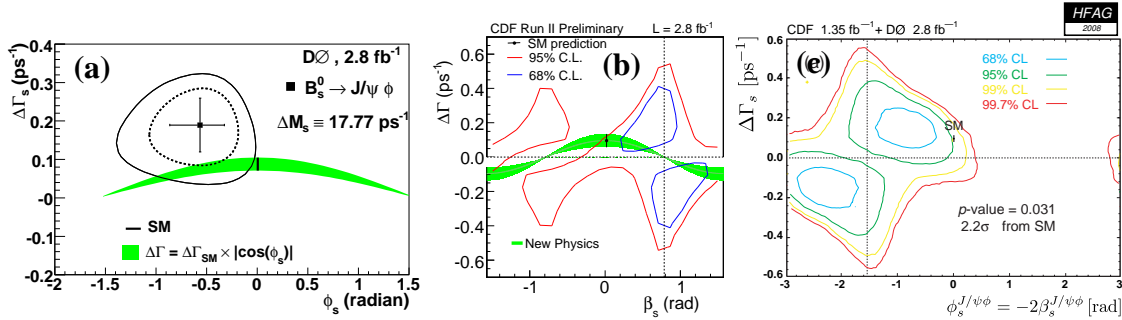 (a)
DØ , 2.8 fb⁻¹
B⁰ₛ → J/ψ φ
ΔMₛ ≡ 17.77 ps⁻¹
ΔΓₛ (ps⁻¹)
0.4
0.3
0.2
0.1
-0
-0.1
-0.2
SM
ΔΓ = ΔΓ_SM × |cos(φₛ)|
-2 -1.5 -1 -0.5 0 0.5 1 1.5
φₛ (radian)
CDF Run II Preliminary L = 2.8 fb⁻¹
SM prediction
95% C.L.
68% C.L.
(b)
ΔΓ (ps⁻¹)
0.6
0.4
0.2
0.0
-0.2
-0.4
-0.6
New Physics
-1 0 1
βₛ (rad)
HFAG
2008
CDF 1.35 fb⁻¹ + DØ 2.8 fb⁻¹
(c)
68% CL
95% CL
99% CL
99.7% CL
ΔΓₛ [ps⁻¹]
0.6
0.4
0.2
0.0
-0.2
-0.4
-0.6
SM
p-value = 0.031
2.2σ from SM
-3 -2 -1 0 1 2 3
φₛ^{J/ψφ} = −2βₛ^{J/ψφ} [rad]